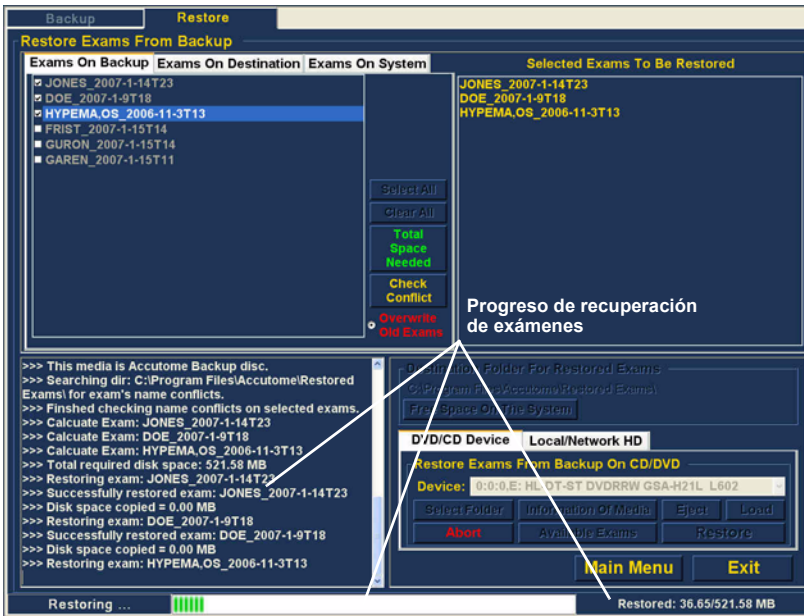 Backup
Restore
Restore Exams From Backup
Exams On Backup
Exams On Destination
Exams On System
JONES_2007-1-14T23
DOE_2007-1-9T18
HYPEMA,OS_2006-11-3T13
FRIST_2007-1-15T14
GURON_2007-1-15T14
GAREN_2007-1-15T11
Select All
Clear All
Total
Space
Needed
Check
Conflict
Overwrite
Old Exams
Selected Exams To Be Restored
JONES_2007-1-14T23
DOE_2007-1-9T18
HYPEMA,OS_2006-11-3T13
Progreso de recuperación
de exámenes
>>> This media is Accutome Backup disc.
>>> Searching dir: C:\Program Files\Accutome\Restored
Exams\ for exam's name conflicts.
>>> Finshed checking name conflicts on selected exams.
>>> Calcuate Exam: JONES_2007-1-14T23
>>> Calcuate Exam: DOE_2007-1-9T18
>>> Calcuate Exam: HYPEMA,OS_2006-11-3T13
>>> Total required disk space: 521.58 MB
>>> Restoring exam: JONES_2007-1-14T23
>>> Successfully restored exam: JONES_2007-1-14T23
>>> Disk space copied = 0.00 MB
>>> Restoring exam: DOE_2007-1-9T18
>>> Successfully restored exam: DOE_2007-1-9T18
>>> Disk space copied = 0.00 MB
>>> Restoring exam: HYPEMA,OS_2006-11-3T13
Destination Folder For Restored Exams
C:\Program Files\Accutome\Restored Exams\
Free Space On The System
DVD/CD Device
Local/Network HD
Restore Exams From Backup On CD/DVD
Device: 0:0:0,E: HL-DT-ST DVDRRW GSA-H21L L602
Select Folder
Information Of Media
Eject
Load
Abort
Available Exams
Restore
Main Menu
Exit
Restoring ...
Restored: 36.65/521.58 MB